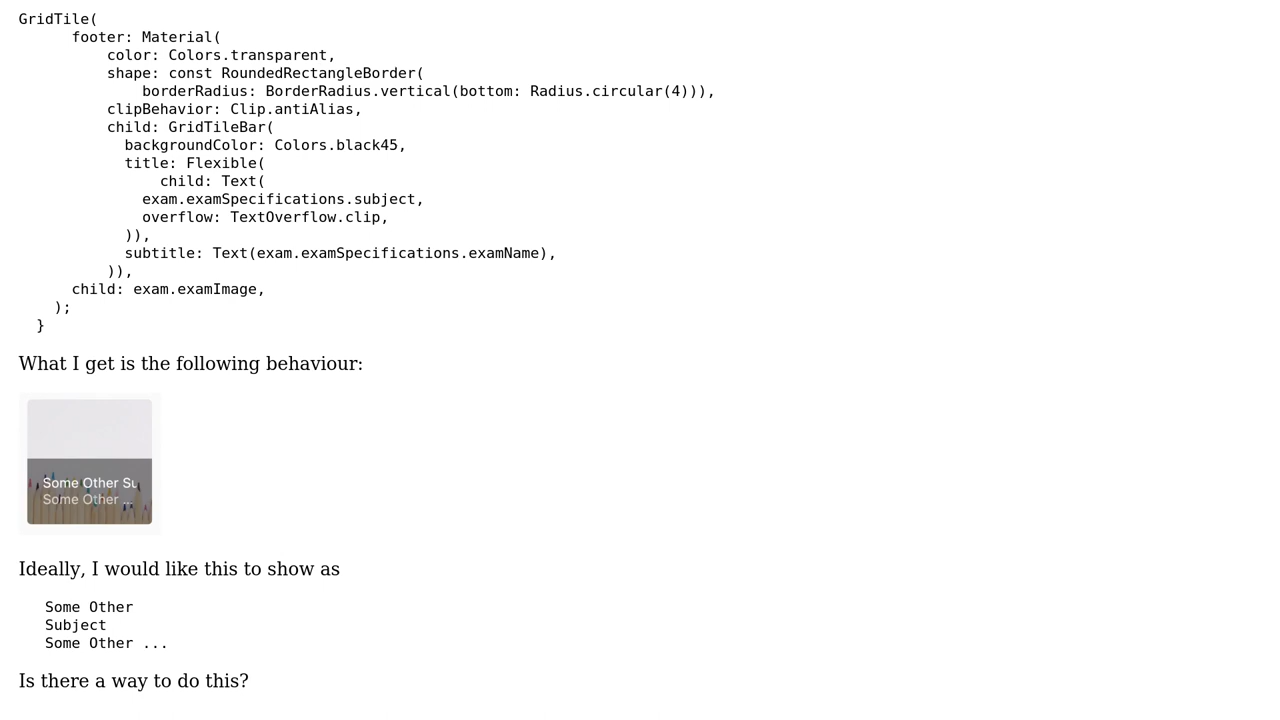 GridTile(
      footer: Material(
          color: Colors.transparent,
          shape: const RoundedRectangleBorder(
              borderRadius: BorderRadius.vertical(bottom: Radius.circular(4))),
          clipBehavior: Clip.antiAlias,
          child: GridTileBar(
            backgroundColor: Colors.black45,
            title: Flexible(
                child: Text(
              exam.examSpecifications.subject,
              overflow: TextOverflow.clip,
            )),
            subtitle: Text(exam.examSpecifications.examName),
          )),
      child: exam.examImage,
    );
  }
What I get is the following behaviour:
Some Other Su
Some Other ...
Ideally, I would like this to show as
   Some Other
   Subject
   Some Other ...
Is there a way to do this?